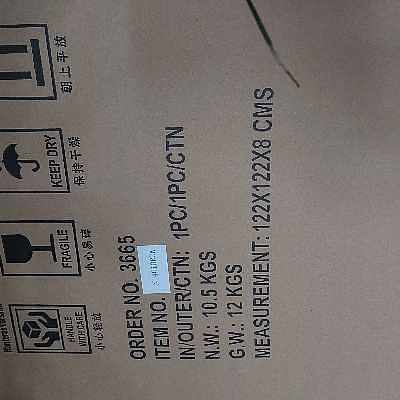 朝上平放
KEEP DRY
保持干燥
FRAGILE
小心易碎
HANDLE
WITH CARE
小心轻放
ORDER NO. 3665
ITEM NO.
IN/OUTER/CTN: 1PC/1PC/CTN
N.W.: 10.5 KGS
G.W.: 12 KGS
MEASUREMENT: 122X122X8 CMS